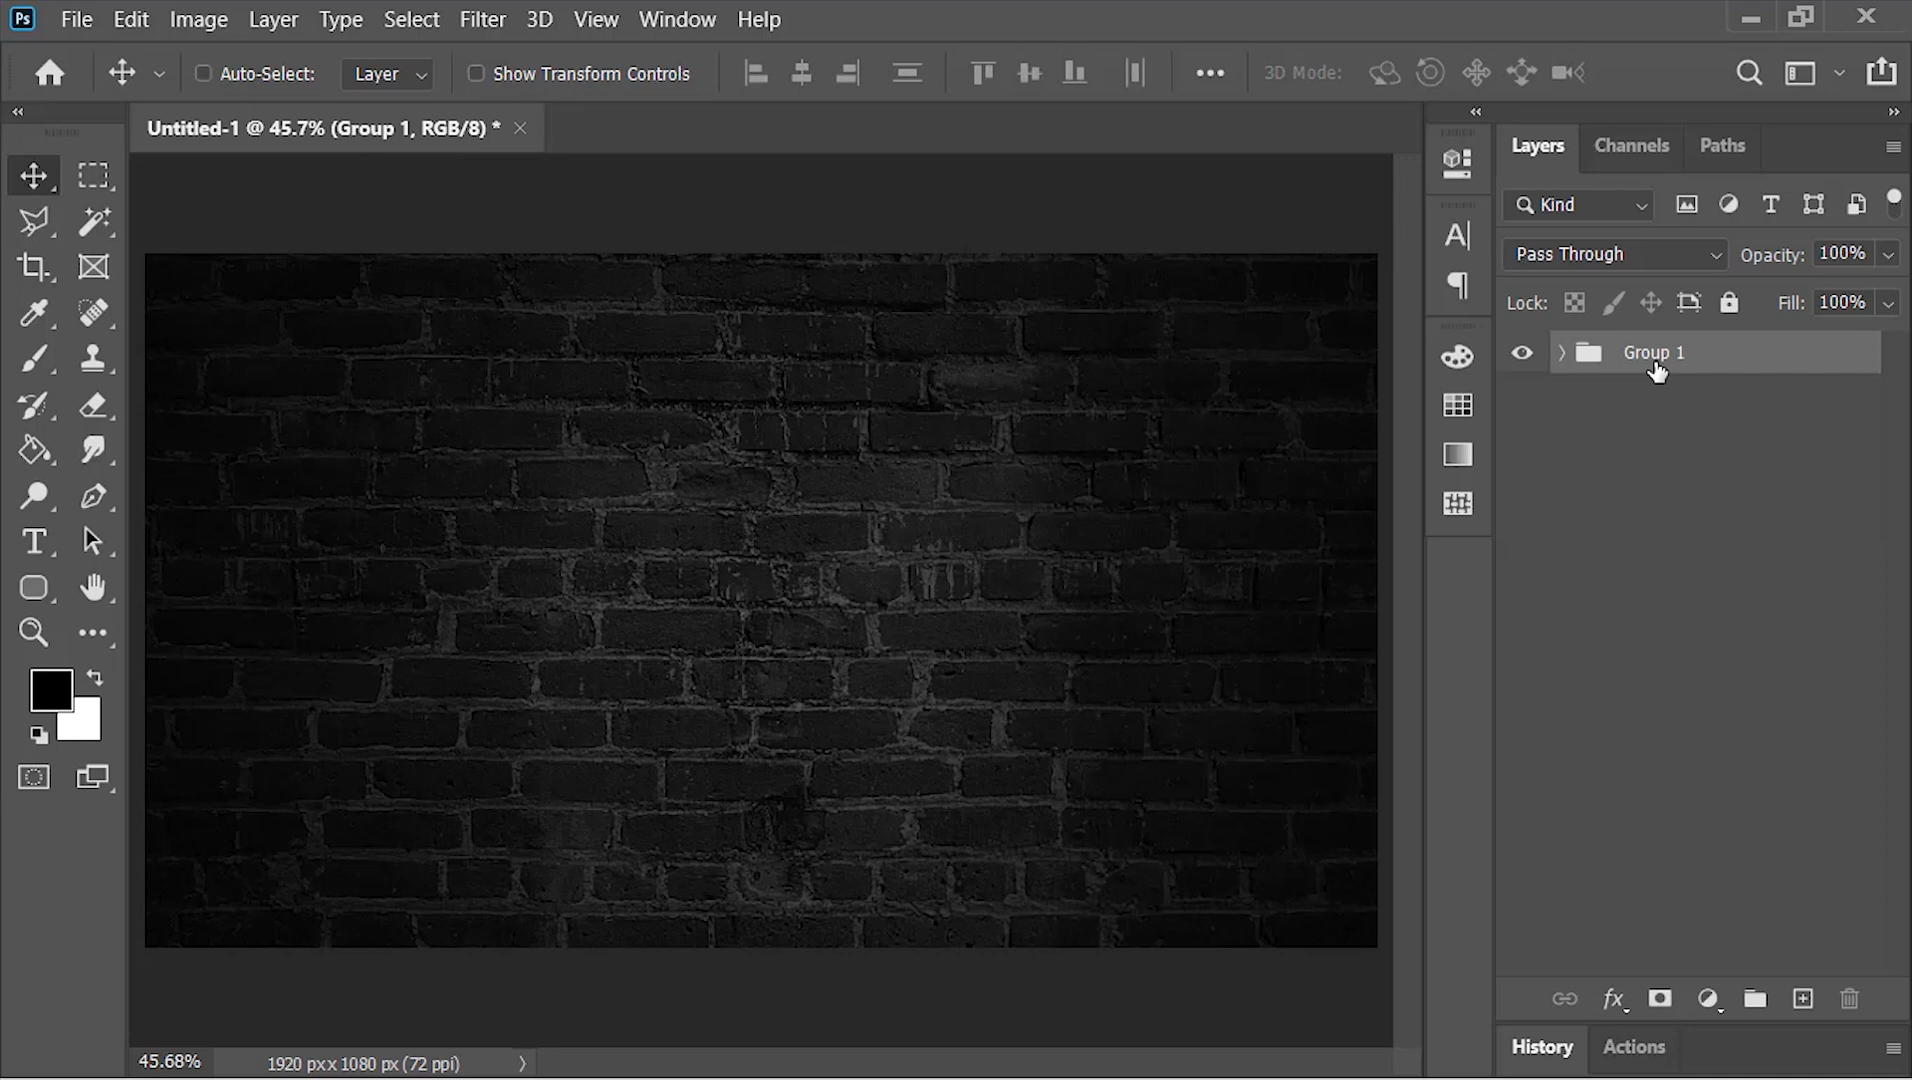 Ps File Edit Image Layer Type Select Filter 3D View Window Help
Auto-Select: Layer Show Transform Controls 3D Mode:
Untitled-1 @ 45.7% (Group 1, RGB/8) *
Layers Channels Paths
Kind
Pass Through Opacity: 100%
Lock: Fill: 100%
Group 1
fx
History Actions
45.68% 1920 px x 1080 px (72 ppi)